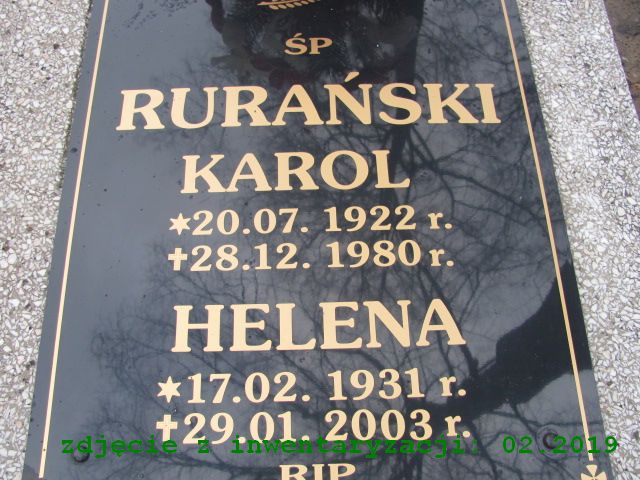 ŚP
RURAŃSKI
KAROL
*20.07. 1922 r.
✝28.12. 1980 r.
HELENA
*17.02. 1931 r.
✝29.01. 2003 r.
zdjęcie z inwentaryzacji: 02.2019
RIP